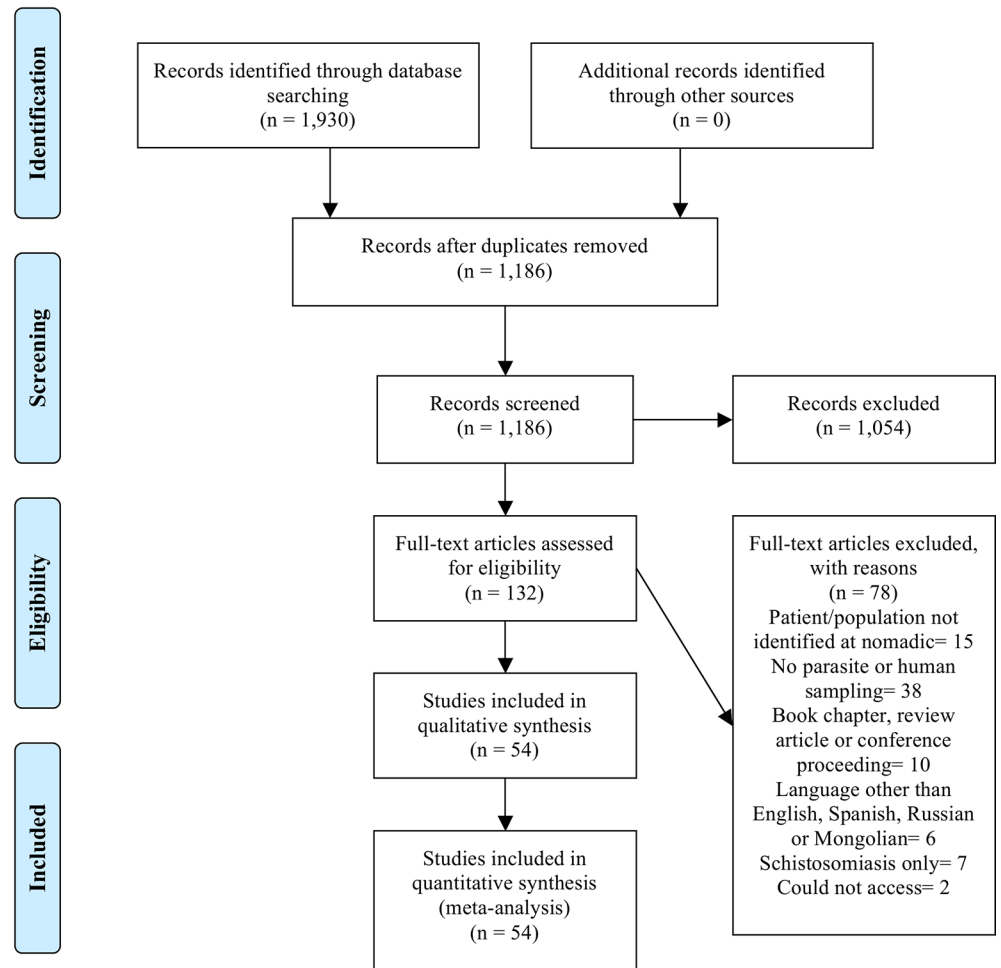 Identification
Records identified through database
searching
(n = 1,930)
Additional records identified
through other sources
(n = 0)
Records after duplicates removed
(n = 1,186)
Screening
Records screened
(n = 1,186)
Records excluded
(n = 1,054)
Eligibility
Full-text articles assessed
for eligibility
(n = 132)
Full-text articles excluded,
with reasons
(n = 78)
Patient/population not
identified at nomadic= 15
No parasite or human
sampling= 38
Book chapter, review
article or conference
proceeding= 10
Language other than
English, Spanish, Russian
or Mongolian= 6
Schistosomiasis only= 7
Could not access= 2
Studies included in
qualitative synthesis
(n = 54)
Included
Studies included in
quantitative synthesis
(meta-analysis)
(n = 54)